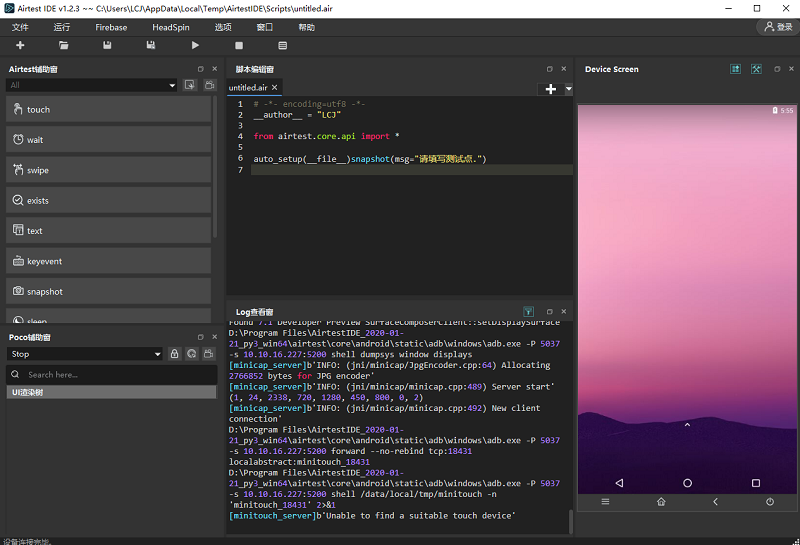 Airtest IDE v1.2.3 ~~ C:\Users\LCJ\AppData\Local\Temp\AirtestIDE\Scripts\untitled.air
文件 运行 Firebase HeadSpin 选项 窗口 帮助 登录
Airtest辅助窗
All
touch
wait
swipe
exists
text
keyevent
snapshot
sleep
Poco辅助窗
Stop
Search here...
UI渲染树
脚本编辑窗
untitled.air
1 # -*- encoding=utf8 -*-
2 __author__ = "LCJ"
3
4 from airtest.core.api import *
5
6 auto_setup(__file__)snapshot(msg="请填写测试点.")
7
Log查看窗
Found 7.1 Developer Preview SurfaceComposerClient::setDisplaySurface
D:\Program Files\AirtestIDE_2020-01-
21_py3_win64\airtest\core\android\static\adb\windows\adb.exe -P 5037
-s 10.10.16.227:5200 shell dumpsys window displays
[minicap_server]b'INFO: (jni/minicap/JpgEncoder.cpp:64) Allocating
2766852 bytes for JPG encoder'
[minicap_server]b'INFO: (jni/minicap/minicap.cpp:489) Server start'
(1, 24, 2338, 720, 1280, 450, 800, 0, 2)
[minicap_server]b'INFO: (jni/minicap/minicap.cpp:492) New client
connection'
D:\Program Files\AirtestIDE_2020-01-
21_py3_win64\airtest\core\android\static\adb\windows\adb.exe -P 5037
-s 10.10.16.227:5200 forward --no-rebind tcp:18431
localabstract:minitouch_18431
D:\Program Files\AirtestIDE_2020-01-
21_py3_win64\airtest\core\android\static\adb\windows\adb.exe -P 5037
-s 10.10.16.227:5200 shell /data/local/tmp/minitouch -n
'minitouch_18431' 2>&1
[minitouch_server]b'Unable to find a suitable touch device'
Device Screen
5:55
设备连接完毕。